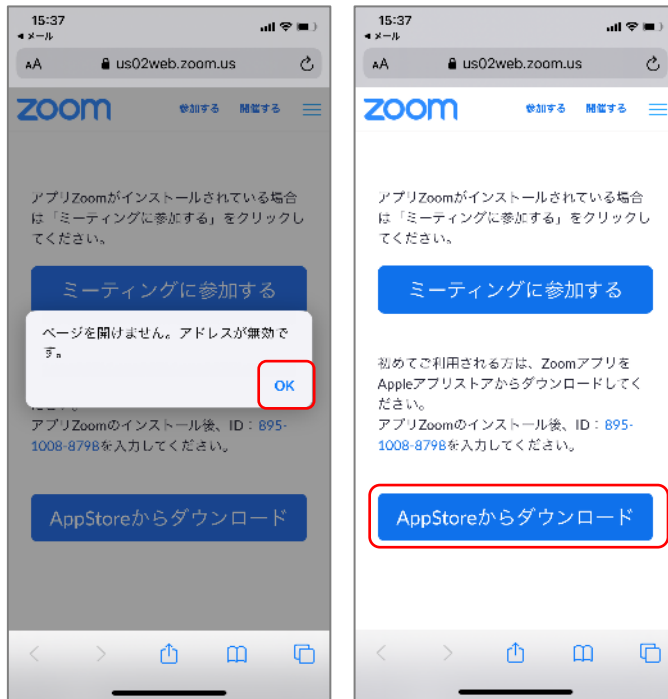 15:37
メール
AA us02web.zoom.us
zoom 参加する 開催する
アプリZoomがインストールされている場合
は「ミーティングに参加する」をクリックし
てください。
ミーティングに参加する
ページを開けません。アドレスが無効で
す。
OK
ださい。
アプリZoomのインストール後、ID：895-
1008-8798を入力してください。
AppStoreからダウンロード
15:37
メール
AA us02web.zoom.us
zoom 参加する 開催する
アプリZoomがインストールされている場合
は「ミーティングに参加する」をクリックし
てください。
ミーティングに参加する
初めてご利用される方は、Zoomアプリを
Appleアプリストアからダウンロードしてく
ださい。
アプリZoomのインストール後、ID：895-
1008-8798を入力してください。
AppStoreからダウンロード